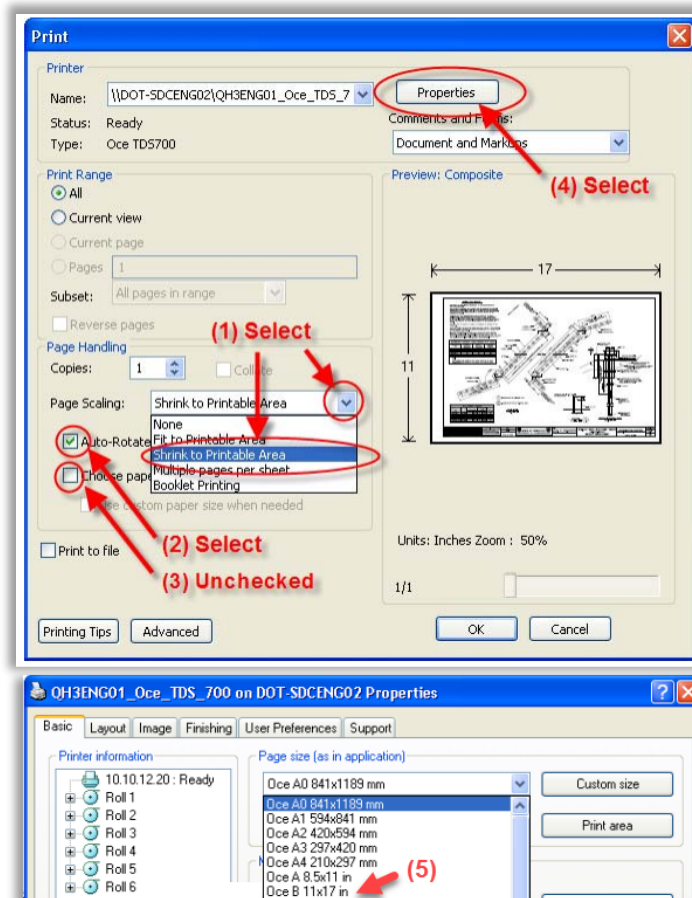 Print
Printer
Name: \\DOT-SDCENG02\QH3ENG01_Oce_TDS_7
Properties
Status: Ready
Comments and Forms:
Type: Oce TDS700
Document and Markups
(4) Select
Print Range
All
Current view
Current page
Pages 1
Subset: All pages in range
Reverse pages
Preview: Composite
17
11
(1) Select
Page Handling
Copies: 1
Collate
Page Scaling: Shrink to Printable Area
None
Fit to Printable Area
Shrink to Printable Area
Multiple pages per sheet
Booklet Printing
Auto-Rotate
Choose pape
custom paper size when needed
(2) Select
(3) Unchecked
Print to file
Units: Inches Zoom : 50%
1/1
Printing Tips
Advanced
OK
Cancel
QH3ENG01_Oce_TDS_700 on DOT-SDCENG02 Properties
Basic Layout Image Finishing User Preferences Support
Printer information
10.10.12.20 : Ready
Roll 1
Roll 2
Roll 3
Roll 4
Roll 5
Roll 6
Page size (as in application)
Oce A0 841x1189 mm
Custom size
Print area
Oce A0 841x1189 mm
Oce A1 594x841 mm
Oce A2 420x594 mm
Oce A3 297x420 mm
Oce A4 210x297 mm
Oce A 8.5x11 in
Oce B 11x17 in
(5)